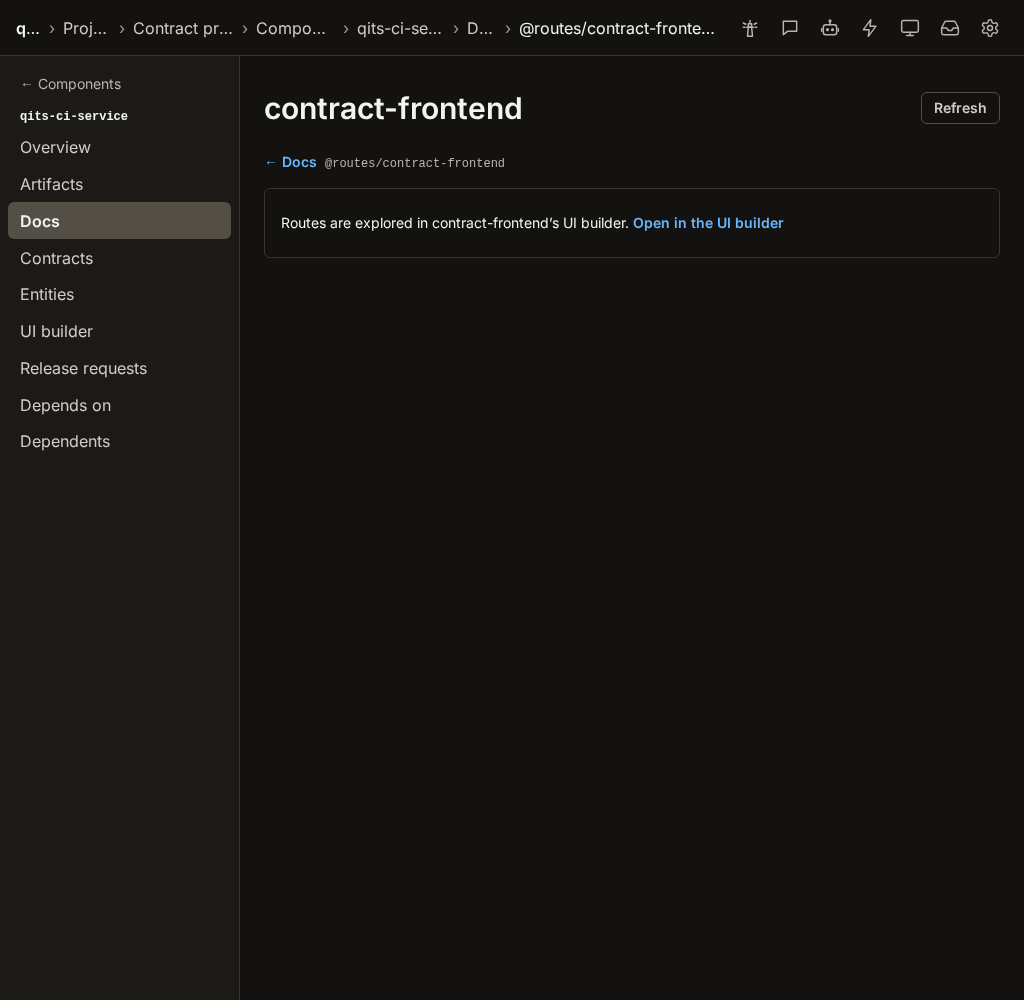 q... › Proj... › Contract pr... › Compo... › qits-ci-se... › D... › @routes/contract-fronte...
← Components
qits-ci-service
Overview
Artifacts
Docs
Contracts
Entities
UI builder
Release requests
Depends on
Dependents
contract-frontend
Refresh
← Docs @routes/contract-frontend
Routes are explored in contract-frontend’s UI builder. Open in the UI builder